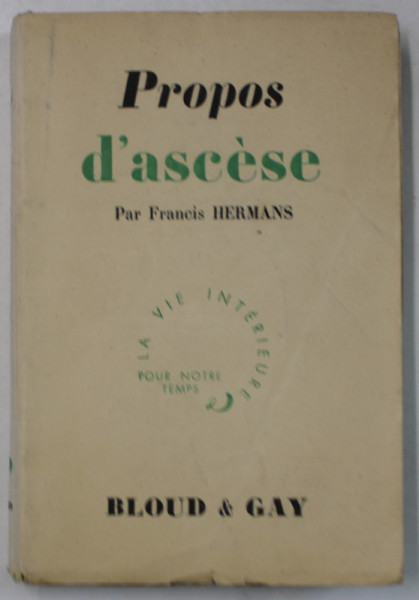 Propos
d'ascèse
Par Francis HERMANS
LA VIE INTÉRIEURE
POUR NOTRE
TEMPS
BLOUD & GAY